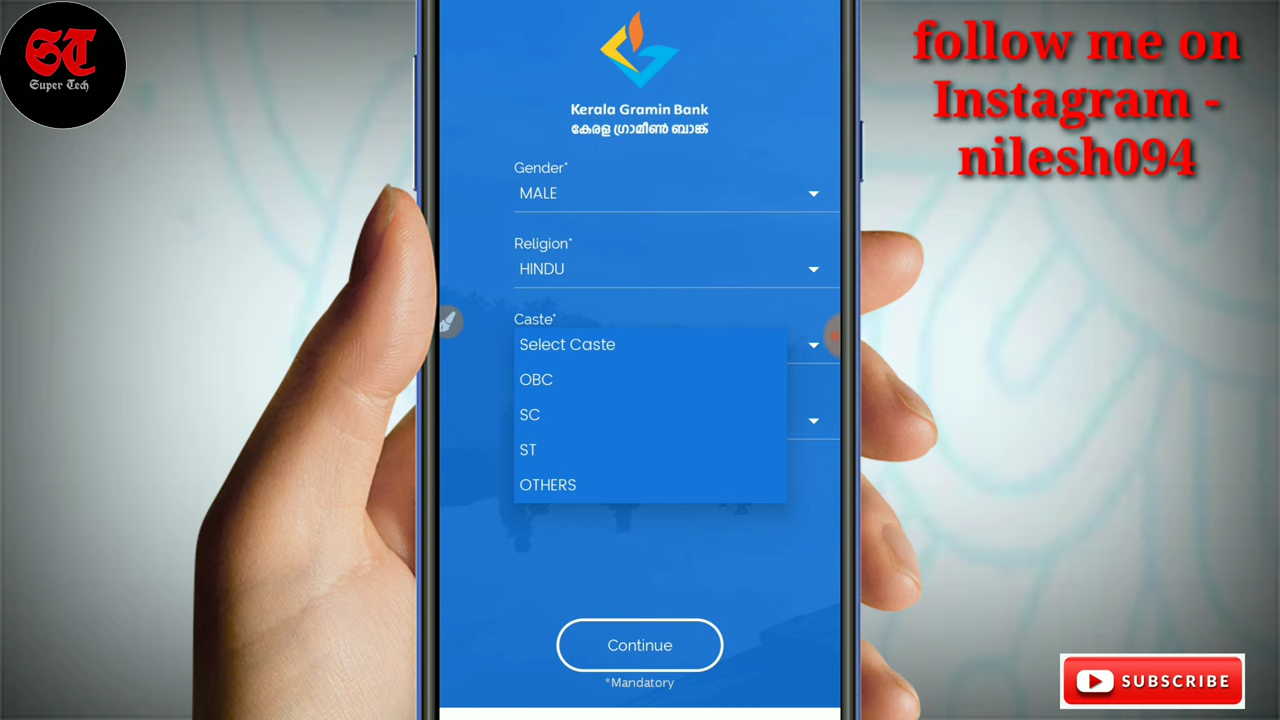 ST
Super Tech
follow me on
Instagram -
nilesh094
Kerala Gramin Bank
കേരള ഗ്രാമീൺ ബാങ്ക്
Gender*
MALE
Religion*
HINDU
Caste*
Select Caste
OBC
SC
ST
OTHERS
Continue
*Mandatory
SUBSCRIBE